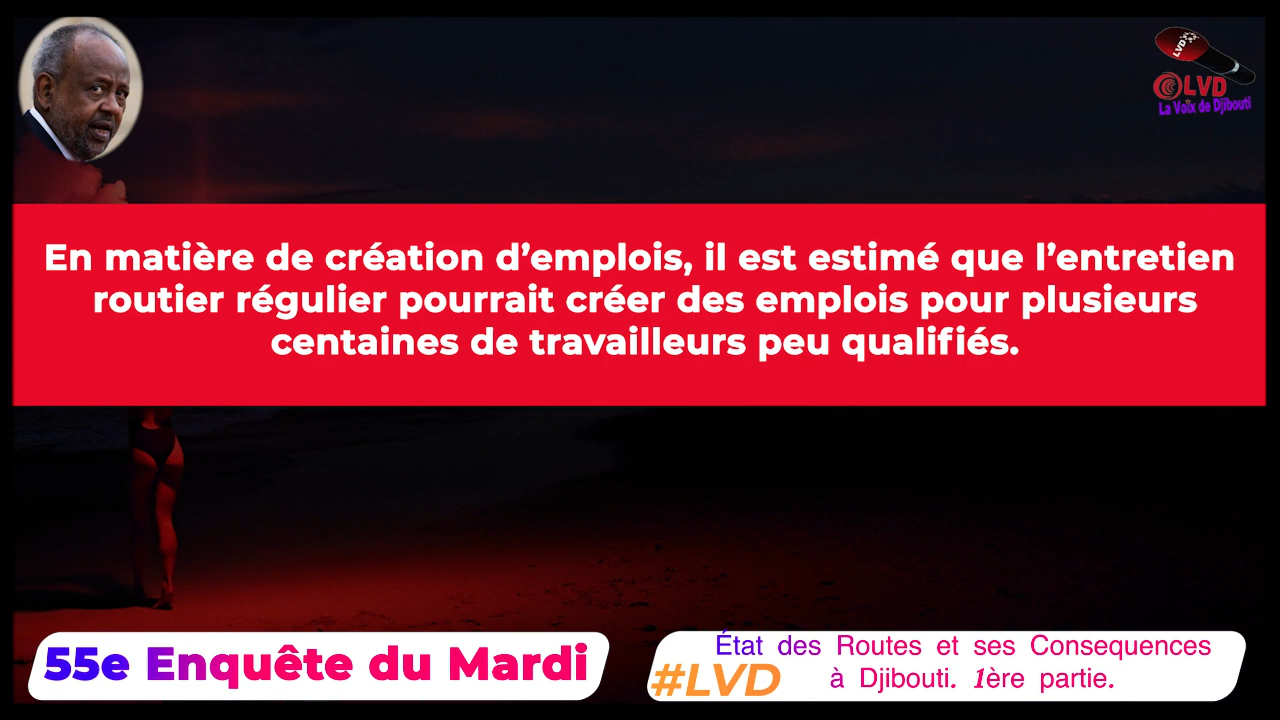 LVD
LVD
La Voix de Djibouti
En matière de création d’emplois, il est estimé que l’entretien
routier régulier pourrait créer des emplois pour plusieurs
centaines de travailleurs peu qualifiés.
55e Enquête du Mardi
#LVD
État des Routes et ses Consequences
à Djibouti. 1ère partie.